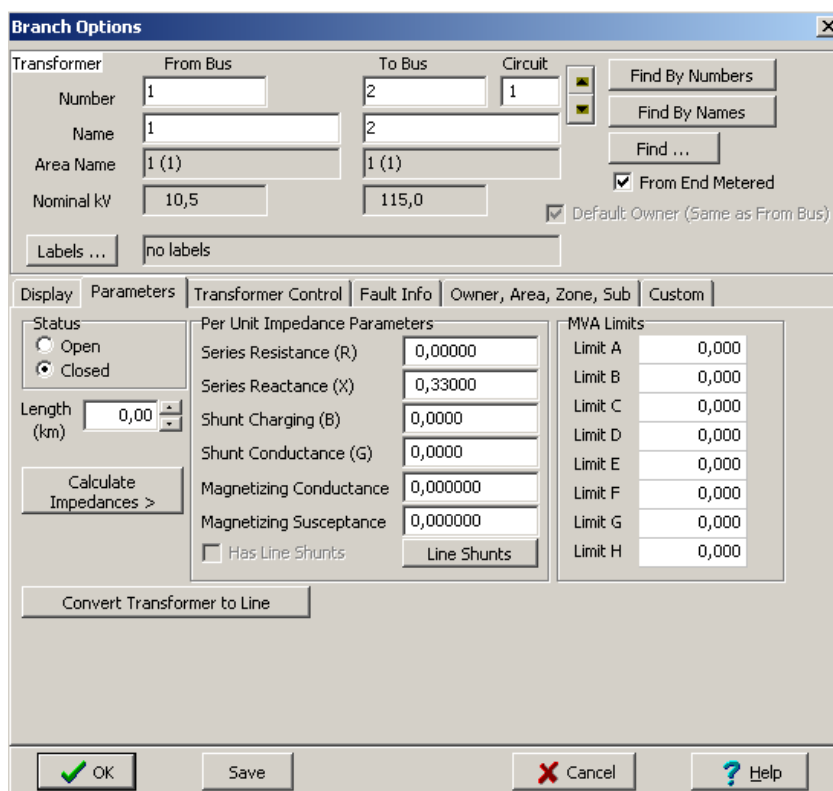 Branch Options
Transformer From Bus To Bus Circuit
Number 1 2 1 Find By Numbers
Name 1 2 Find By Names
Area Name 1 (1) 1 (1) Find ...
Nominal kV 10,5 115,0 From End Metered
Default Owner (Same as From Bus)
Labels ... no labels
Display Parameters Transformer Control Fault Info Owner, Area, Zone, Sub Custom
Status
Open
Closed
Length (km) 0,00
Calculate
Impedances >
Per Unit Impedance Parameters
Series Resistance (R) 0,00000
Series Reactance (X) 0,33000
Shunt Charging (B) 0,0000
Shunt Conductance (G) 0,0000
Magnetizing Conductance 0,000000
Magnetizing Susceptance 0,000000
Has Line Shunts Line Shunts
MVA Limits
Limit A 0,000
Limit B 0,000
Limit C 0,000
Limit D 0,000
Limit E 0,000
Limit F 0,000
Limit G 0,000
Limit H 0,000
Convert Transformer to Line
OK Save Cancel Help